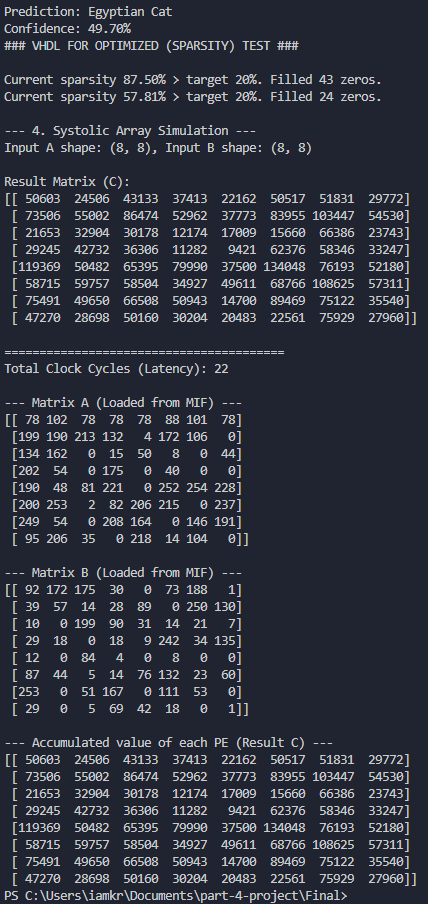 Prediction: Egyptian Cat
Confidence: 49.70%
### VHDL FOR OPTIMIZED (SPARSITY) TEST ###
Current sparsity 87.50% > target 20%. Filled 43 zeros.
Current sparsity 57.81% > target 20%. Filled 24 zeros.
--- 4. Systolic Array Simulation ---
Input A shape: (8, 8), Input B shape: (8, 8)
Result Matrix (C):
[[ 50603  24506  43133  37413  22162  50517  51831  29772]
 [ 73506  55002  86474  52962  37773  83955 103447  54530]
 [ 21653  32904  30178  12174  17009  15660  66386  23743]
 [ 29245  42732  36306  11282   9421  62376  58346  33247]
 [119369  50482  65395  79990  37500 134048  76193  52180]
 [ 58715  59757  58504  34927  49611  68766 108625  57311]
 [ 75491  49650  66508  50943  14700  89469  75122  35540]
 [ 47270  28698  50160  30204  20483  22561  75929  27960]]
========================================
Total Clock Cycles (Latency): 22
--- Matrix A (Loaded from MIF) ---
[[ 78 102  78  78  78  88 101  78]
 [199 190 213 132   4 172 106   0]
 [134 162   0  15  50   8   0  44]
 [202  54   0 175   0  40   0   0]
 [190  48  81 221   0 252 254 228]
 [200 253   2  82 206 215   0 237]
 [249  54   0 208 164   0 146 191]
 [ 95 206  35   0 218  14 104   0]]
--- Matrix B (Loaded from MIF) ---
[[ 92 172 175  30   0  73 188   1]
 [ 39  57  14  28  89   0 250 130]
 [ 10   0 199  90  31  14  21   7]
 [ 29  18   0  18   9 242  34 135]
 [ 12   0  84   4   0   8   0   0]
 [ 87  44   5  14  76 132  23  60]
 [253   0  51 167   0 111  53   0]
 [ 29   0   5  69  42  18   0   1]]
--- Accumulated value of each PE (Result C) ---
[[ 50603  24506  43133  37413  22162  50517  51831  29772]
 [ 73506  55002  86474  52962  37773  83955 103447  54530]
 [ 21653  32904  30178  12174  17009  15660  66386  23743]
 [ 29245  42732  36306  11282   9421  62376  58346  33247]
 [119369  50482  65395  79990  37500 134048  76193  52180]
 [ 58715  59757  58504  34927  49611  68766 108625  57311]
 [ 75491  49650  66508  50943  14700  89469  75122  35540]
 [ 47270  28698  50160  30204  20483  22561  75929  27960]]
PS C:\Users\iamkr\Documents\part-4-project\Final>